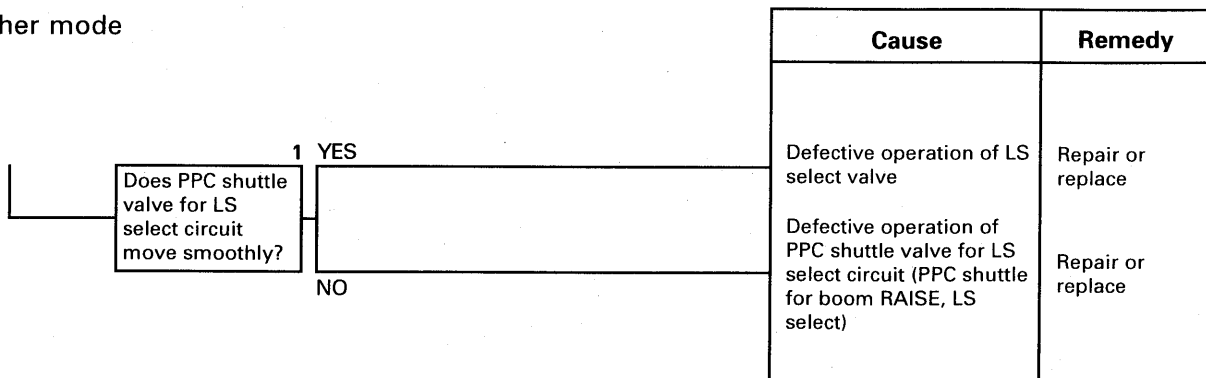 her mode
Cause
Remedy
1 YES
Does PPC shuttle
valve for LS
select circuit
move smoothly?
NO
Defective operation of LS
select valve
Repair or
replace
Defective operation of
PPC shuttle valve for LS
select circuit (PPC shuttle
for boom RAISE, LS
select)
Repair or
replace